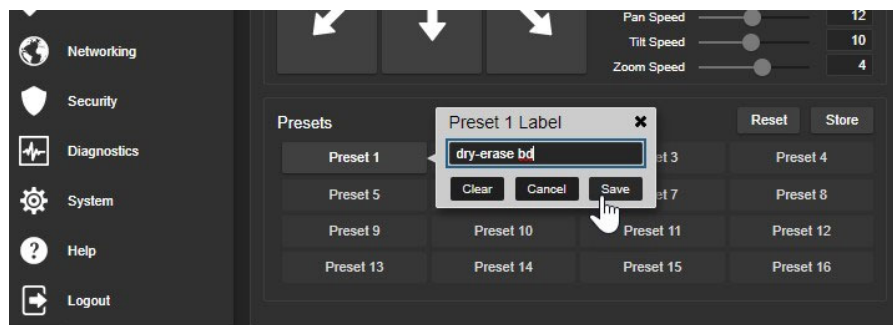 Networking
Security
Diagnostics
System
Help
Logout
Pan Speed 12
Tilt Speed 10
Zoom Speed 4
Presets Reset Store
Preset 1 Label
dry-erase bd
Clear Cancel Save
Preset 1 et 3 Preset 4
Preset 5 et 7 Preset 8
Preset 9 Preset 10 Preset 11 Preset 12
Preset 13 Preset 14 Preset 15 Preset 16